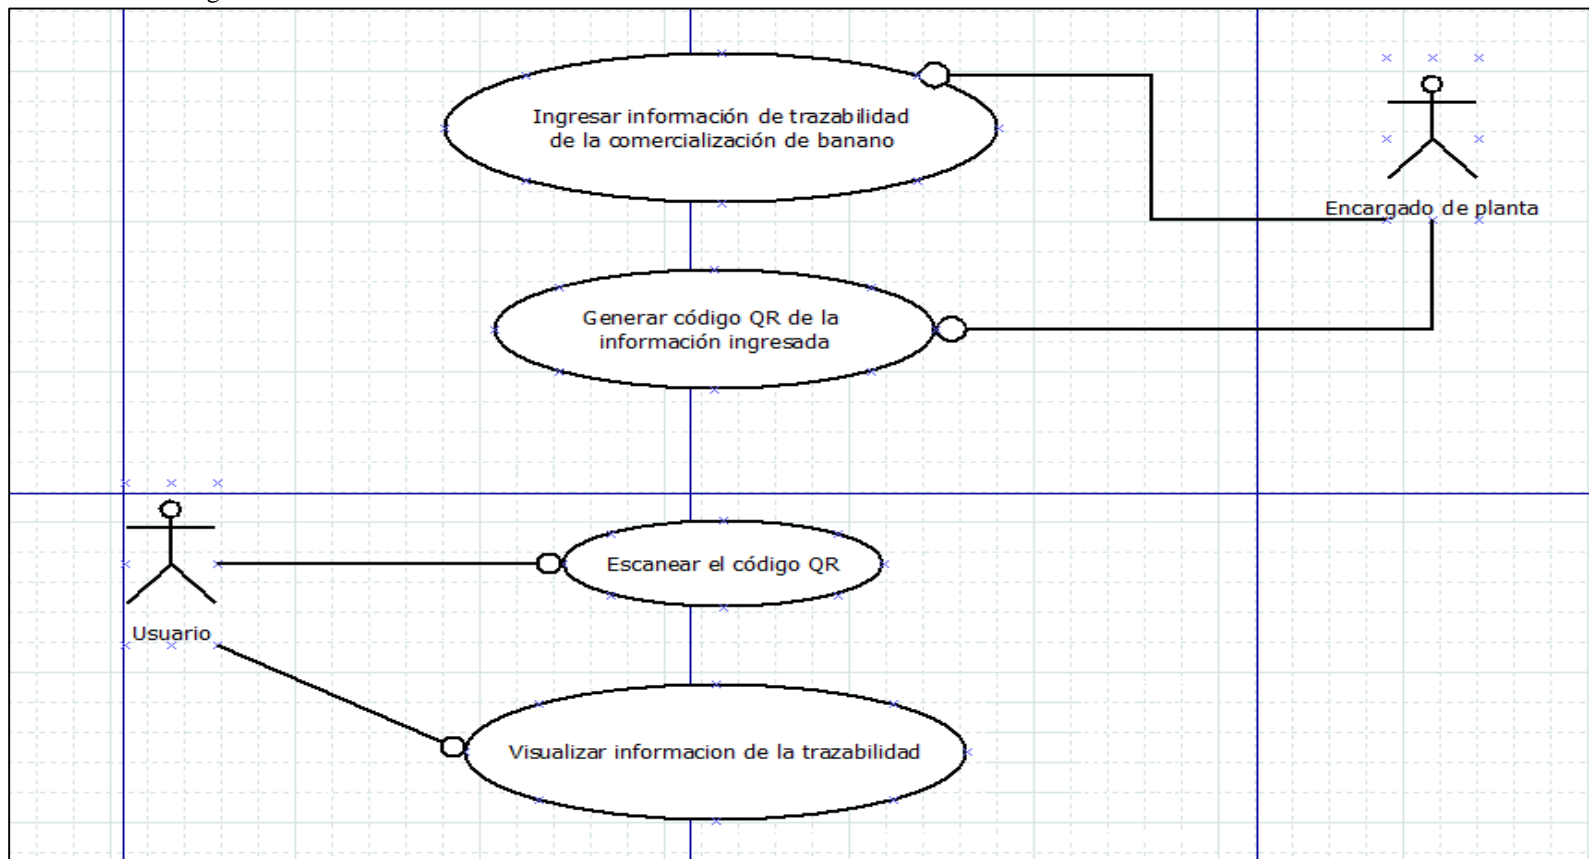 Ingresar información de trazabilidad
de la comercialización de banano
Encargado de planta
Generar código QR de la
información ingresada
Escanear el código QR
Usuario
Visualizar informacion de la trazabilidad